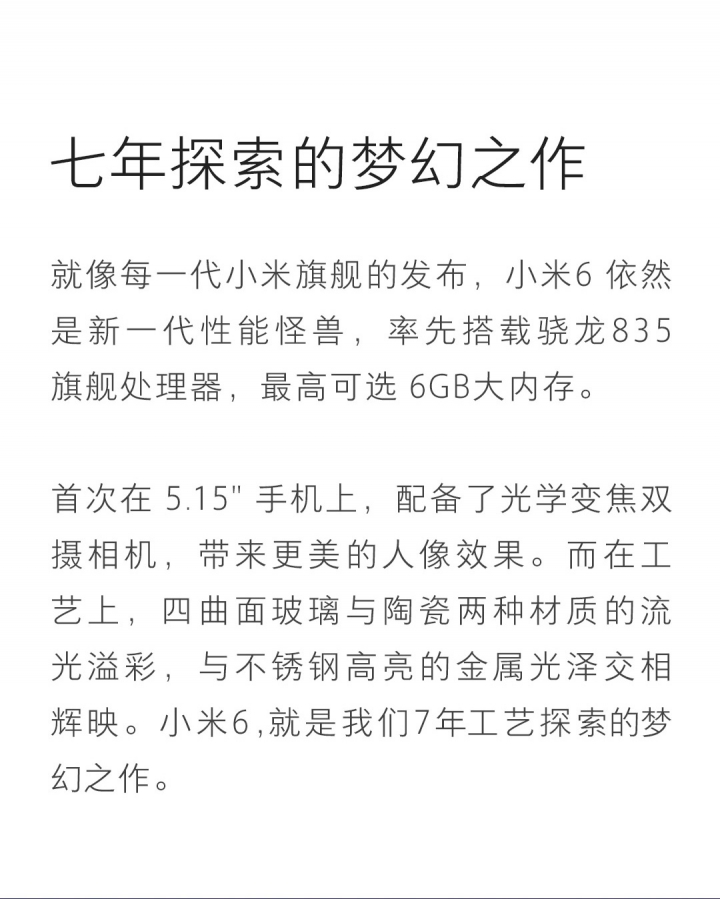 七年探索的梦幻之作
就像每一代小米旗舰的发布，小米6 依然
是新一代性能怪兽，率先搭载骁龙835
旗舰处理器，最高可选 6GB大内存。
首次在 5.15" 手机上，配备了光学变焦双
摄相机，带来更美的人像效果。而在工
艺上，四曲面玻璃与陶瓷两种材质的流
光溢彩，与不锈钢高亮的金属光泽交相
辉映。小米6,就是我们7年工艺探索的梦
幻之作。